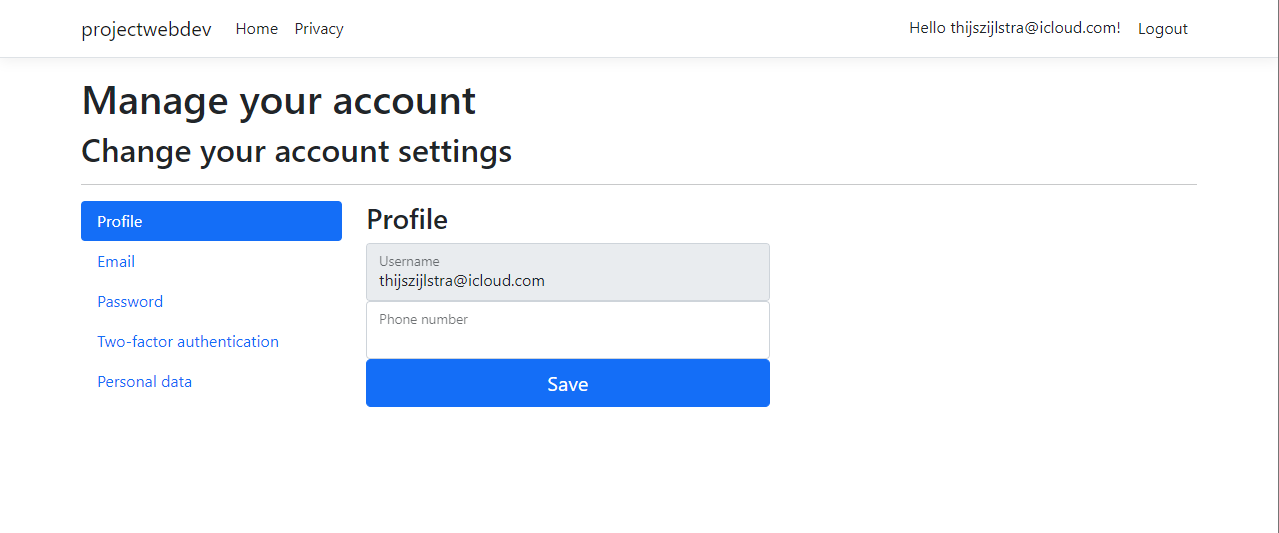 projectwebdev Home Privacy Hello thijszijlstra@icloud.com! Logout
Manage your account
Change your account settings
Profile
Email
Password
Two-factor authentication
Personal data
Profile
Username
thijszijlstra@icloud.com
Phone number
Save